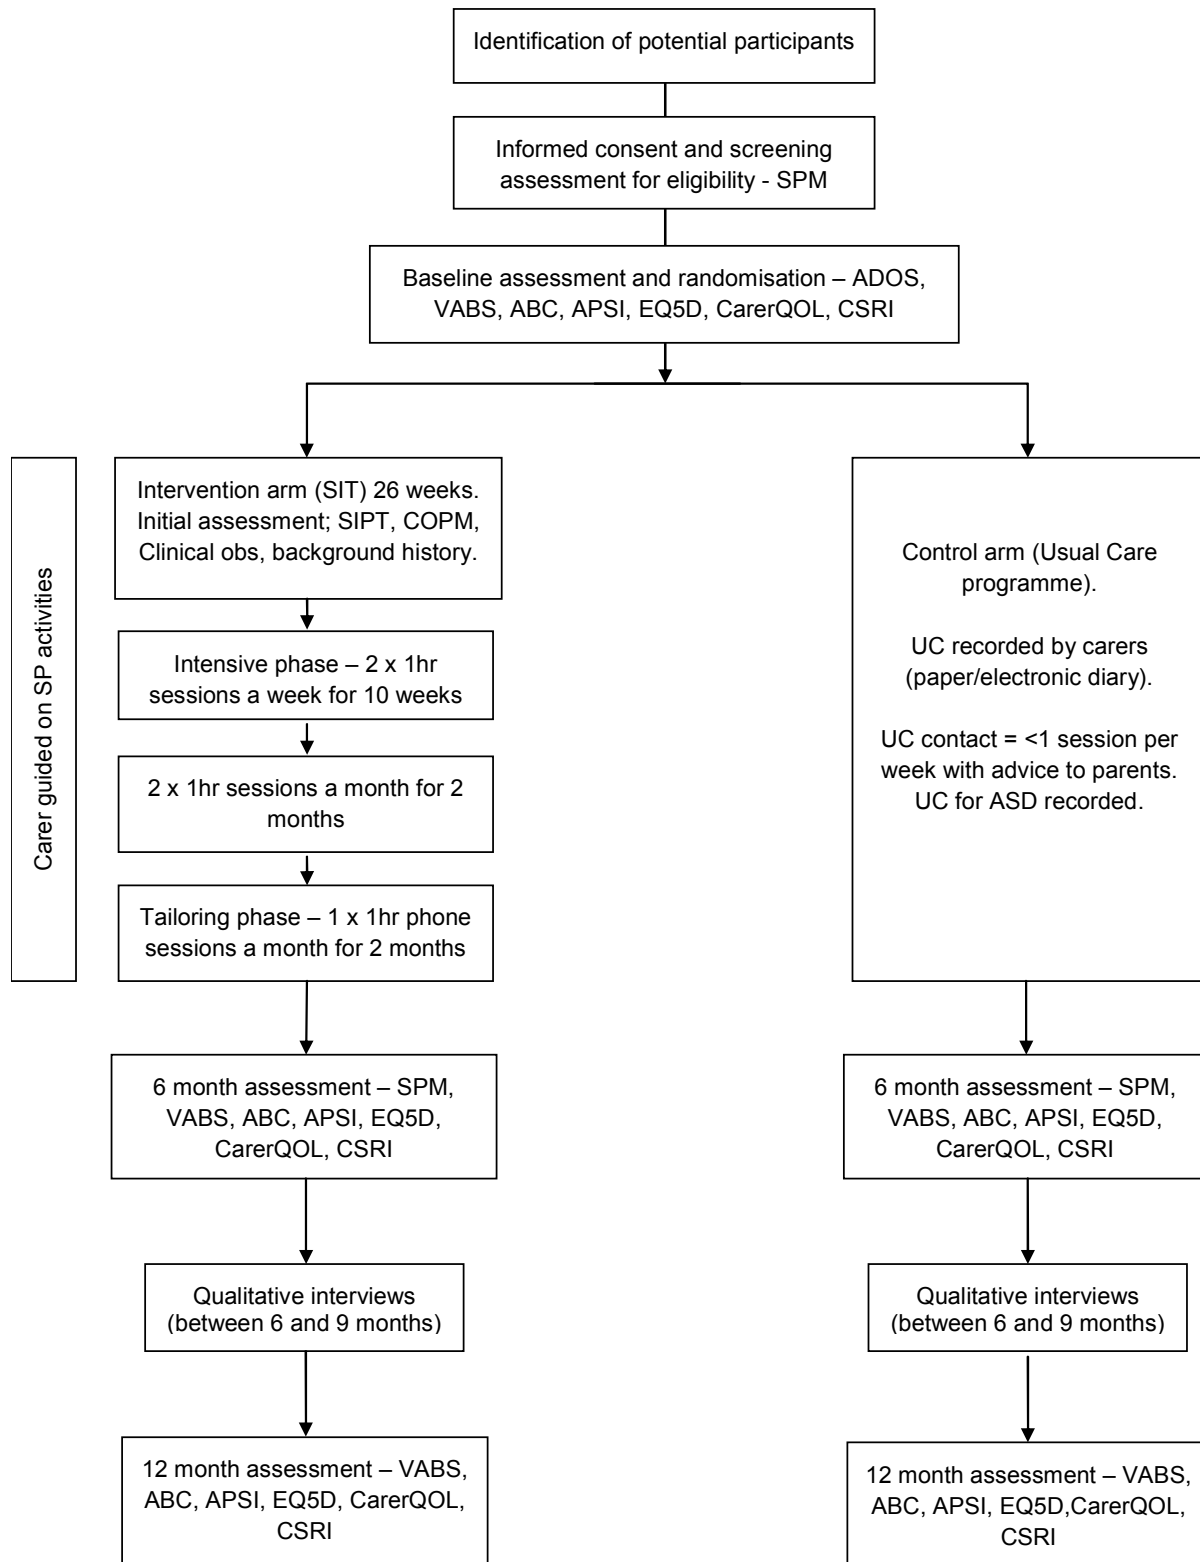 Identification of potential participants
Informed consent and screening
assessment for eligibility - SPM
Baseline assessment and randomisation – ADOS,
VABS, ABC, APSI, EQ5D, CarerQOL, CSRI
Carer guided on SP activities
Intervention arm (SIT) 26 weeks.
Initial assessment; SIPT, COPM,
Clinical obs, background history.
Intensive phase – 2 x 1hr
sessions a week for 10 weeks
2 x 1hr sessions a month for 2
months
Tailoring phase – 1 x 1hr phone
sessions a month for 2 months
6 month assessment – SPM,
VABS, ABC, APSI, EQ5D,
CarerQOL, CSRI
Qualitative interviews
(between 6 and 9 months)
12 month assessment – VABS,
ABC, APSI, EQ5D, CarerQOL,
CSRI
Control arm (Usual Care
programme).
UC recorded by carers
(paper/electronic diary).
UC contact = <1 session per
week with advice to parents.
UC for ASD recorded.
6 month assessment – SPM,
VABS, ABC, APSI, EQ5D,
CarerQOL, CSRI
Qualitative interviews
(between 6 and 9 months)
12 month assessment – VABS,
ABC, APSI, EQ5D,CarerQOL,
CSRI